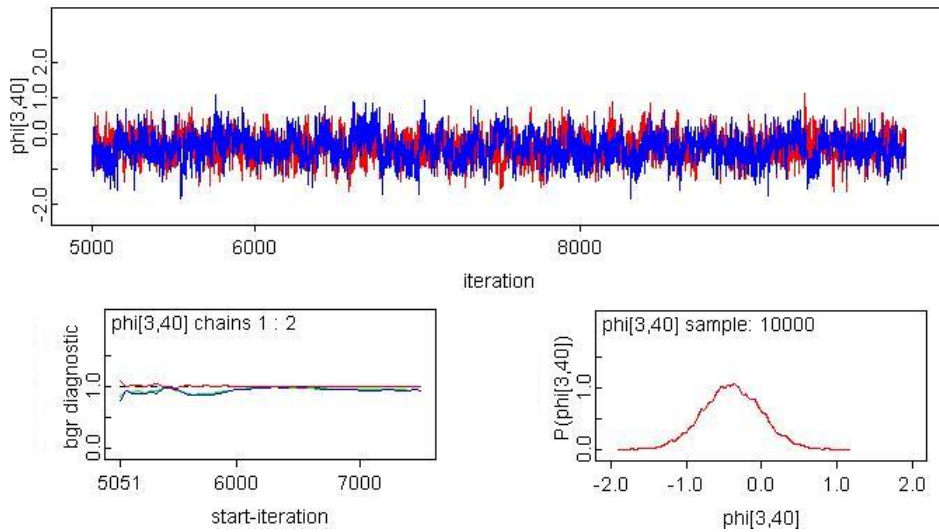 phi[3,40]
2.0
1.0
0.0
-2.0
5000 6000 8000
iteration
phi[3,40] chains 1 : 2
bgr diagnostic
1.0
0.0
5051 6000 7000
start-iteration
phi[3,40] sample: 10000
P(phi[3,40])
1.0
0.0
-2.0 -1.0 0.0 1.0 2.0
phi[3,40]